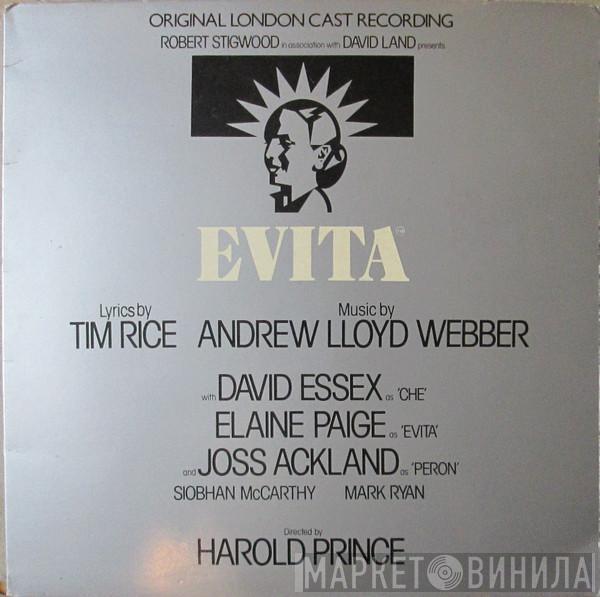 ORIGINAL LONDON CAST RECORDING
ROBERT STIGWOOD in association with DAVID LAND presents
EVITA™
Lyrics by Music by
TIM RICE ANDREW LLOYD WEBBER
with DAVID ESSEX as 'CHE'
ELAINE PAIGE as 'EVITA'
and JOSS ACKLAND as 'PERON'
SIOBHAN McCARTHY MARK RYAN
Directed by
HAROLD PRINCE
МАРКЕТ ВИНИЛА